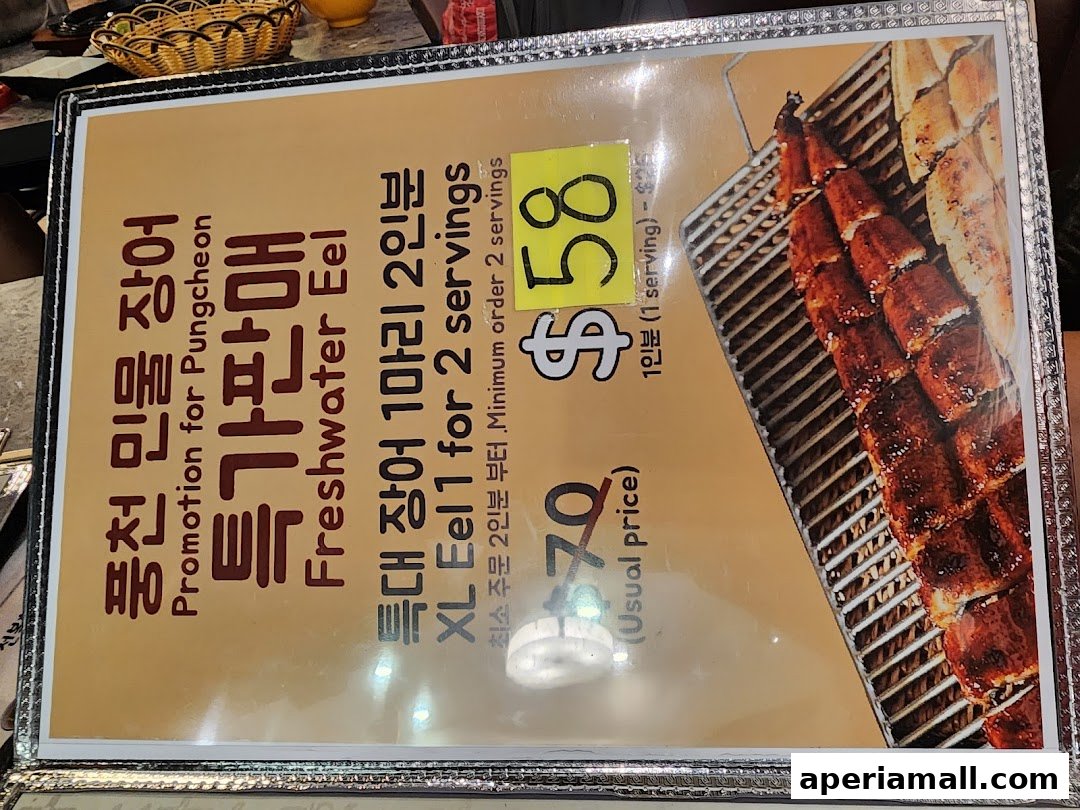 풍천 민물 장어
Promotion for Pungcheon
특가판매
Freshwater Eel
특대 장어 1마리 2인분
XL Eel 1 for 2 servings
최소 주문 2인분 부터 ,Minimum order 2 servings
$70 $58
(Usual price) 1인분 (1 serving) -
aperiamall.com